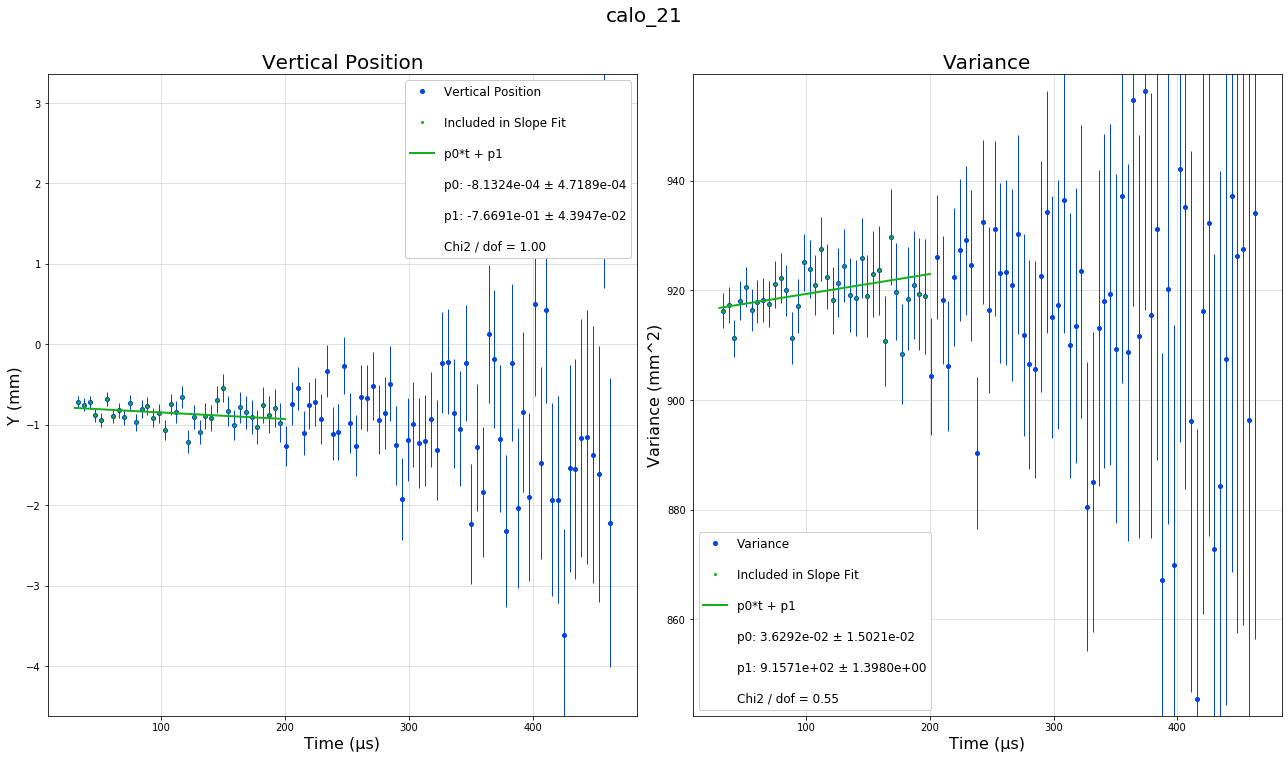 calo_21
Vertical Position
3
2
1
0
−1
−2
−3
−4
Y (mm)
100
200
300
400
Time (μs)
Vertical Position
Included in Slope Fit
p0*t + p1
p0: -8.1324e-04 ± 4.7189e-04
p1: -7.6691e-01 ± 4.3947e-02
Chi2 / dof = 1.00
Variance
940
920
900
880
860
Variance (mm^2)
100
200
300
400
Time (μs)
Variance
Included in Slope Fit
p0*t + p1
p0: 3.6292e-02 ± 1.5021e-02
p1: 9.1571e+02 ± 1.3980e+00
Chi2 / dof = 0.55